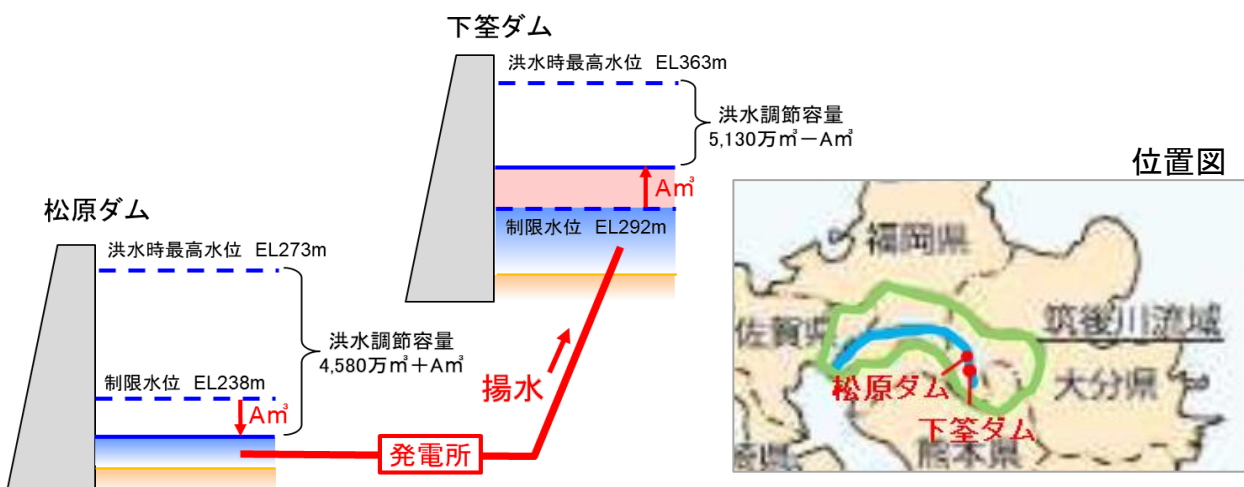 下筌ダム
洪水時最高水位 EL363m
洪水調節容量
5,130万㎥－A㎥
A㎥
制限水位 EL292m
松原ダム
洪水時最高水位 EL273m
洪水調節容量
4,580万㎥＋A㎥
制限水位 EL238m
A㎥
揚水
発電所
位置図
福岡県
佐賀県
筑後川流域
松原ダム
大分県
下筌ダム
熊本県
県